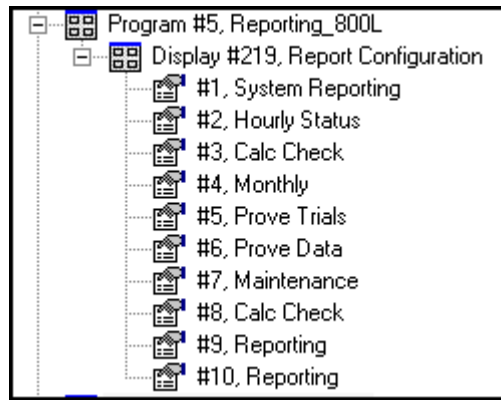 Program #5, Reporting_800L
Display #219, Report Configuration
#1, System Reporting
#2, Hourly Status
#3, Calc Check
#4, Monthly
#5, Prove Trials
#6, Prove Data
#7, Maintenance
#8, Calc Check
#9, Reporting
#10, Reporting